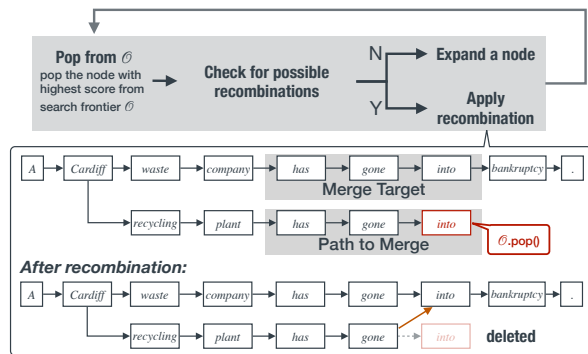 Pop from 𝒪
pop the node with
highest score from
search frontier 𝒪
Check for possible
recombinations
N
Expand a node
Y
Apply
recombination
A Cardiff waste company has gone into bankruptcy .
Merge Target
recycling plant has gone into
Path to Merge
𝒪.pop()
After recombination:
A Cardiff waste company has gone into bankruptcy .
recycling plant has gone into deleted